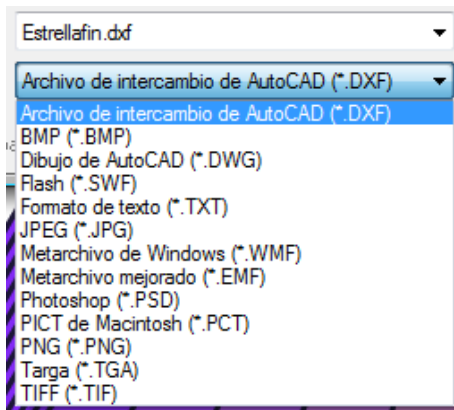 Estrellafin.dxf
Archivo de intercambio de AutoCAD (*.DXF)
Archivo de intercambio de AutoCAD (*.DXF)
BMP (*.BMP)
Dibujo de AutoCAD (*.DWG)
Flash (*.SWF)
Formato de texto (*.TXT)
JPEG (*.JPG)
Metarchivo de Windows (*.WMF)
Metarchivo mejorado (*.EMF)
Photoshop (*.PSD)
PICT de Macintosh (*.PCT)
PNG (*.PNG)
Targa (*.TGA)
TIFF (*.TIF)